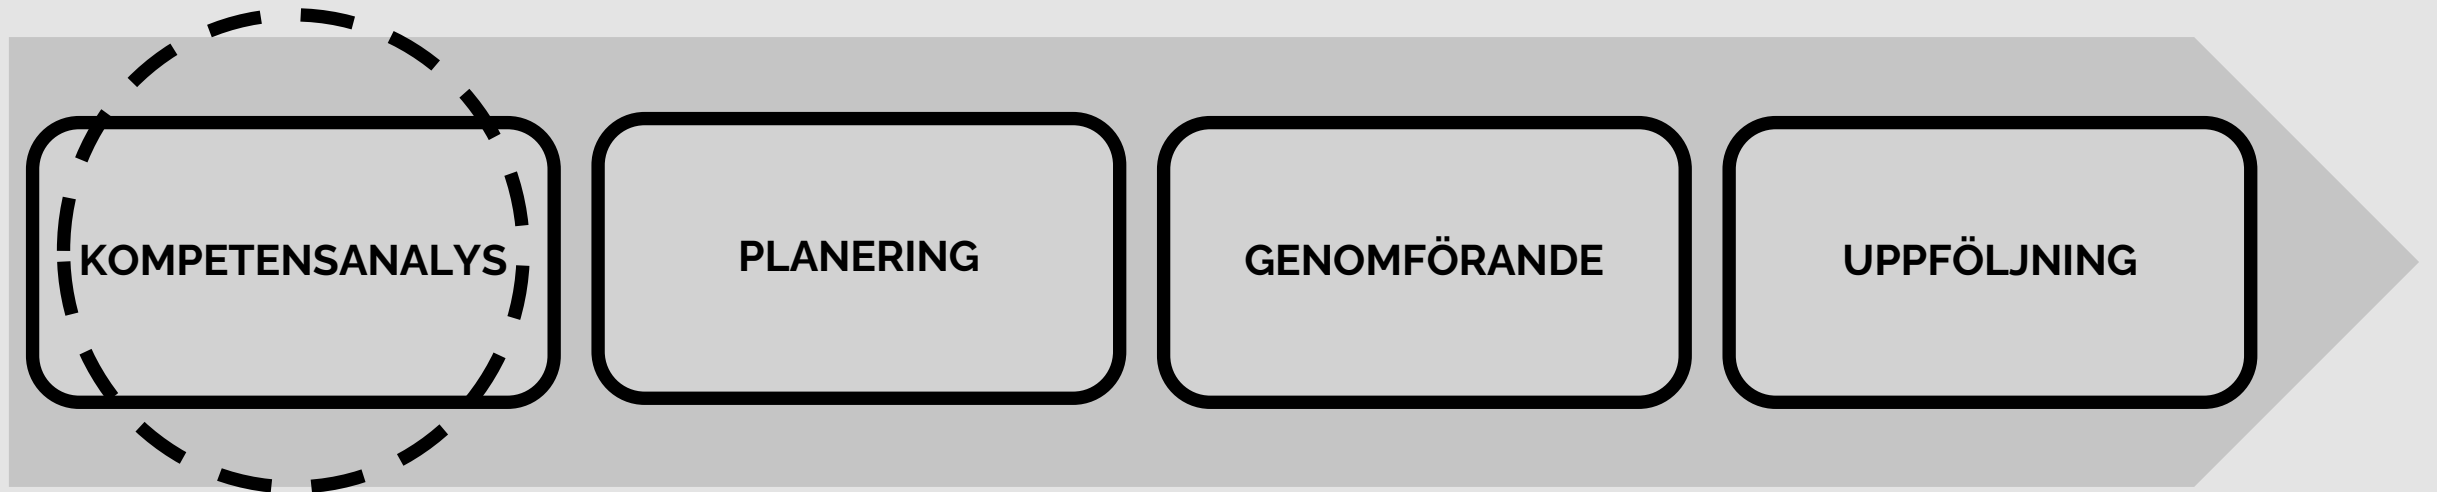 KOMPETENSANALYS
PLANERING
GENOMFÖRANDE
UPPFÖLJNING